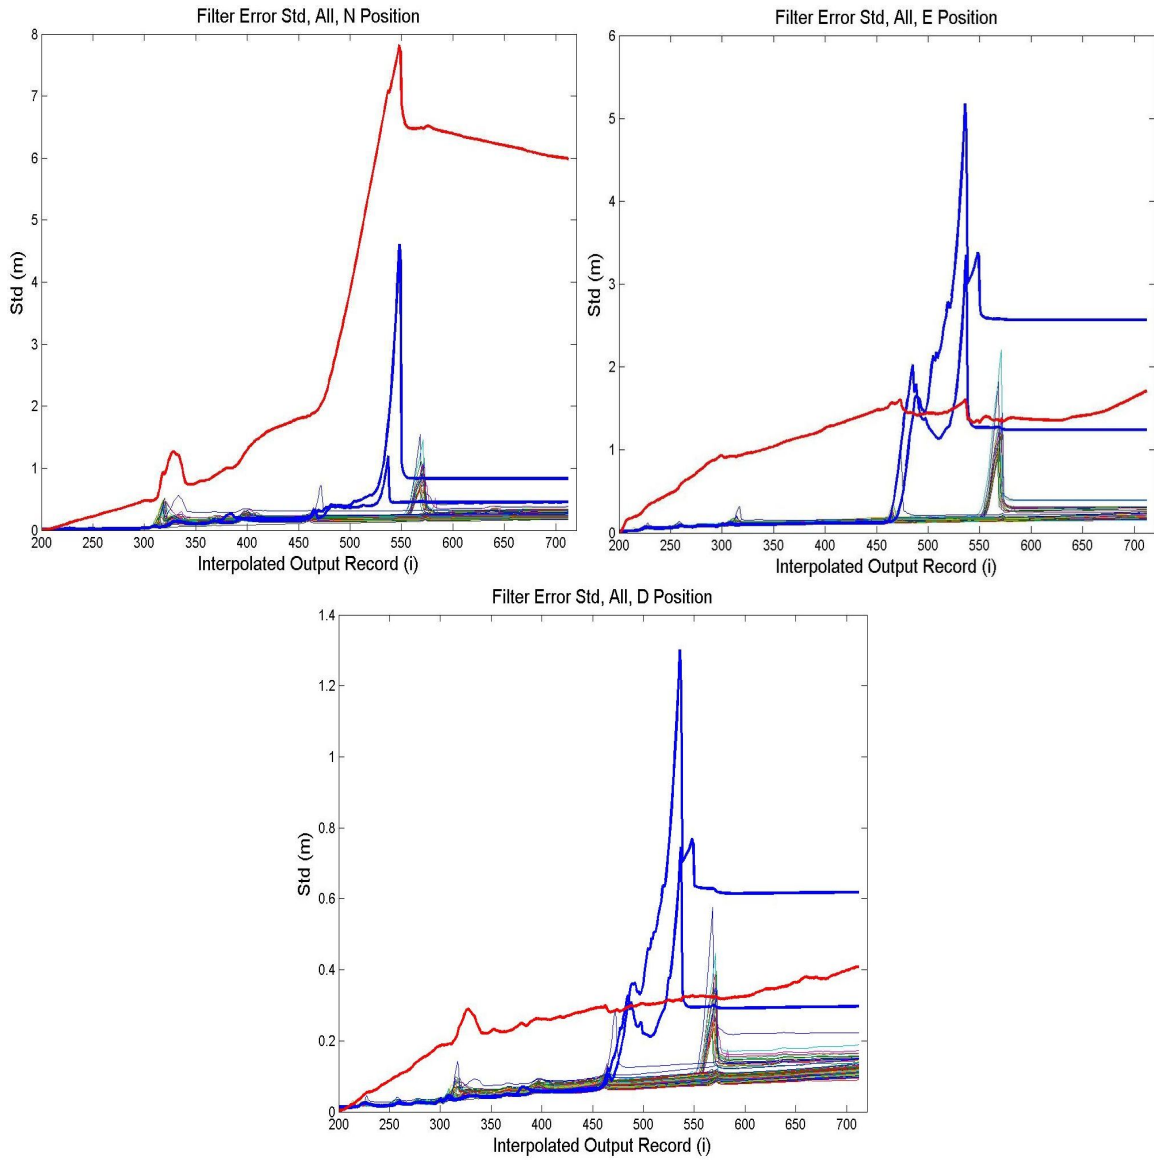 Filter Error Std, All, N Position
8
7
6
5
4
3
2
1
0
Std (m)
200 250 300 350 400 450 500 550 600 650 700
Interpolated Output Record (i)
Filter Error Std, All, E Position
6
5
4
3
2
1
0
Std (m)
200 250 300 350 400 450 500 550 600 650 700
Interpolated Output Record (i)
Filter Error Std, All, D Position
1.4
1.2
1
0.8
0.6
0.4
0.2
0
Std (m)
200 250 300 350 400 450 500 550 600 650 700
Interpolated Output Record (i)